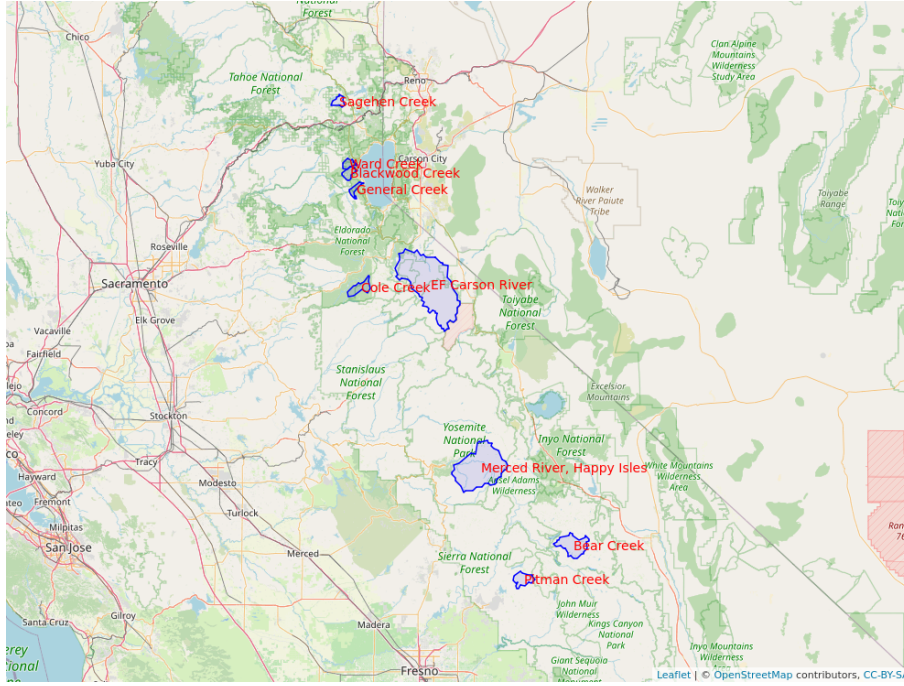 National
Forest
Chico
Clan Alpine
Mountains
Wilderness
Study Area
Tahoe National
Forest
Reno
Sagehen Creek
Yuba City
Ward Creek
Carson City
Blackwood Creek
General Creek
Walker
River Paiute
Tribe
Toiyabe
Range
Toiy
Natio
Fores
Eldorado
National
Forest
Roseville
Sacramento
Cole Creek
EF Carson River
Toiyabe
National
Forest
Elk Grove
Vacaville
Fairfield
Stanislaus
National
Forest
Excelsior
Mountains
Concord
Stockton
Yosemite
National
Park
Inyo National
Forest
Tracy
Merced River, Happy Isles
White Mountains
Wilderness
Area
Ansel Adams
Wilderness
Hayward
Modesto
Fremont
Turlock
Milpitas
San Jose
Merced
Bear Creek
Sierra National
Forest
Pitman Creek
John Muir
Wilderness
Gilroy
Santa Cruz
Madera
Kings Canyon
National
Park
Inyo Mountains
Wilderness
Giant Sequoia
National
Fresno
Leaflet | © OpenStreetMap contributors, CC-BY-SA